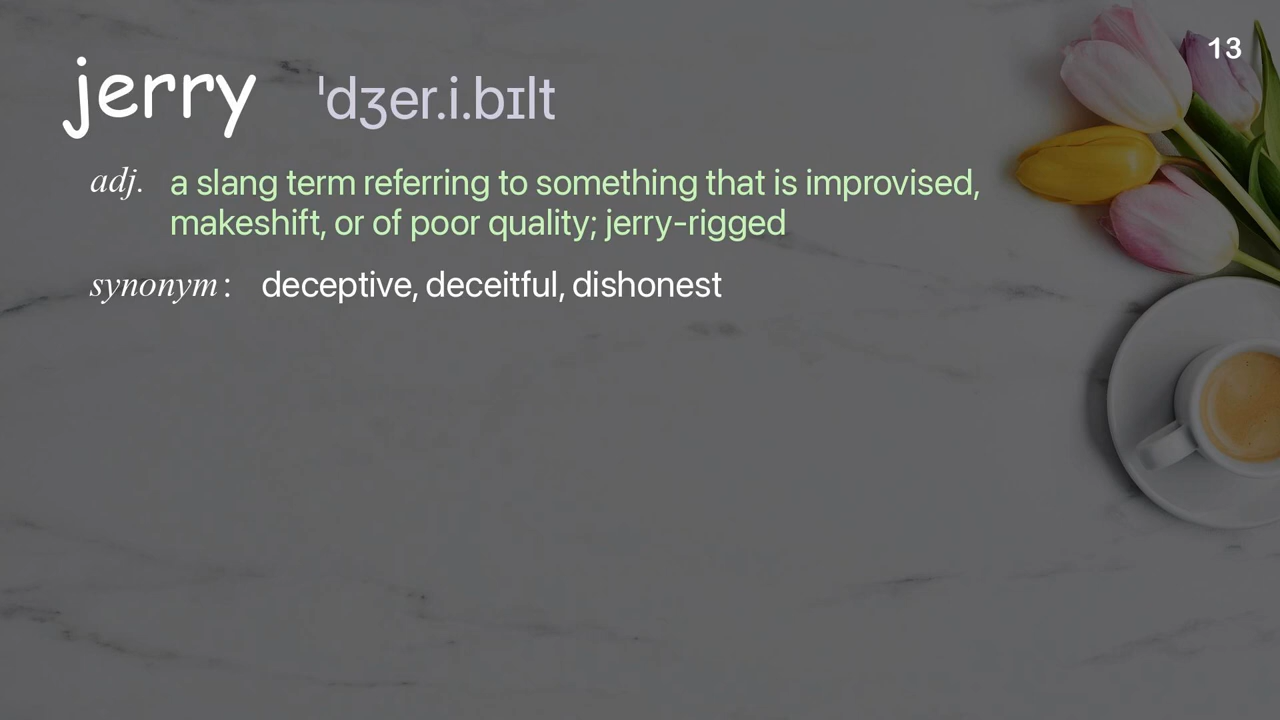 13
jerry ˈdʒer.i.bɪlt
adj. a slang term referring to something that is improvised,
makeshift, or of poor quality; jerry-rigged
synonym : deceptive, deceitful, dishonest